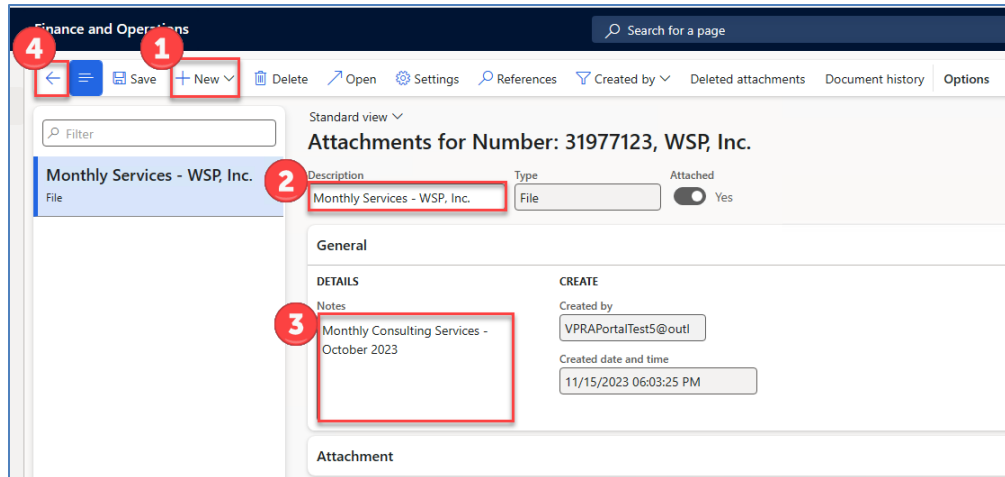 Finance and Operations
Search for a page
4
1
Save
New
Delete
Open
Settings
References
Created by
Deleted attachments
Document history
Options
Filter
Monthly Services - WSP, Inc.
File
Standard view
Attachments for Number: 31977123, WSP, Inc.
2
Description
Type
Attached
Monthly Services - WSP, Inc.
File
Yes
General
DETAILS
CREATE
3
Notes
Created by
Monthly Consulting Services -
October 2023
VPRAPortalTest5@outl
Created date and time
11/15/2023 06:03:25 PM
Attachment